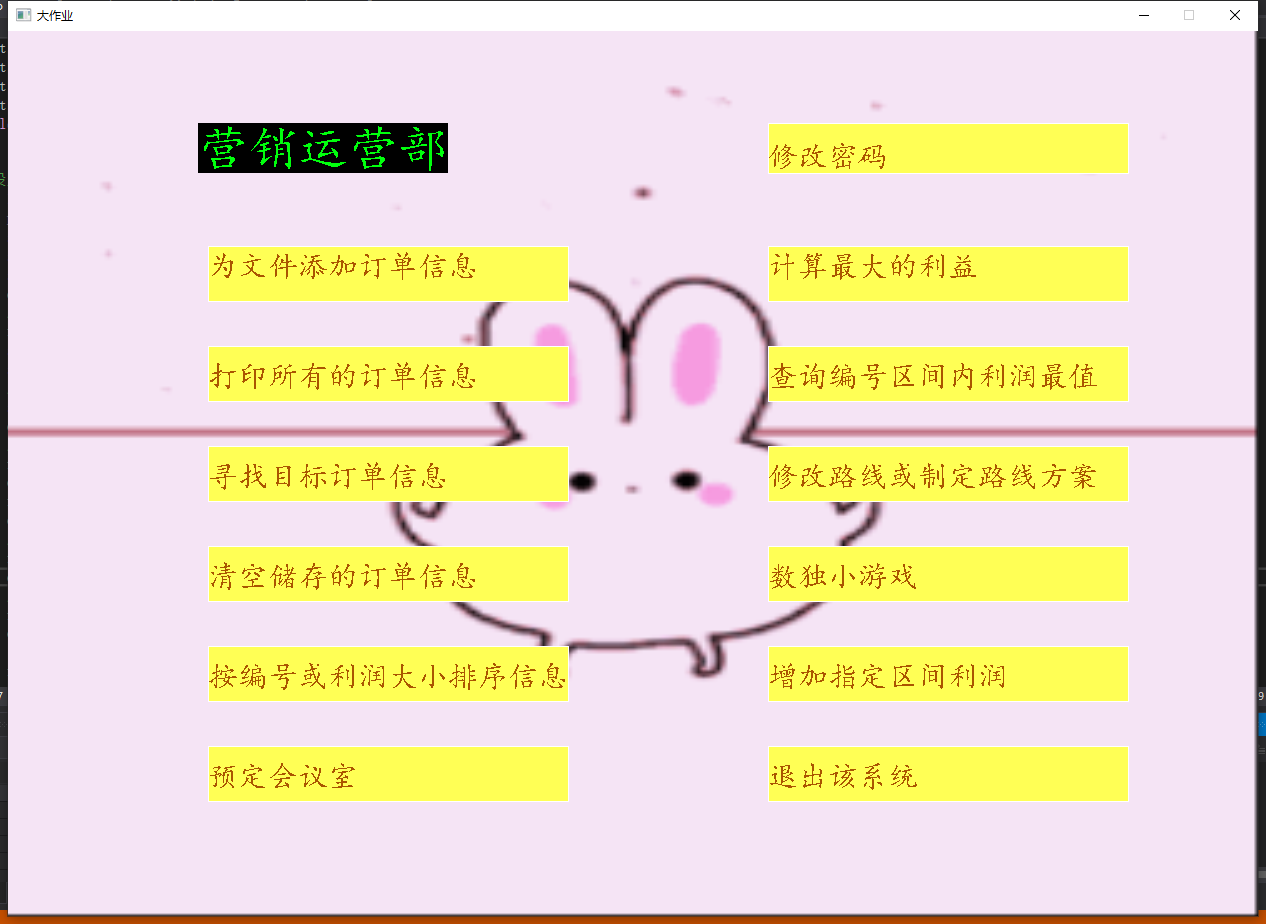 大作业
营销运营部
修改密码
为文件添加订单信息
计算最大的利益
打印所有的订单信息
查询编号区间内利润最值
寻找目标订单信息
修改路线或制定路线方案
清空储存的订单信息
数独小游戏
按编号或利润大小排序信息
增加指定区间利润
预定会议室
退出该系统